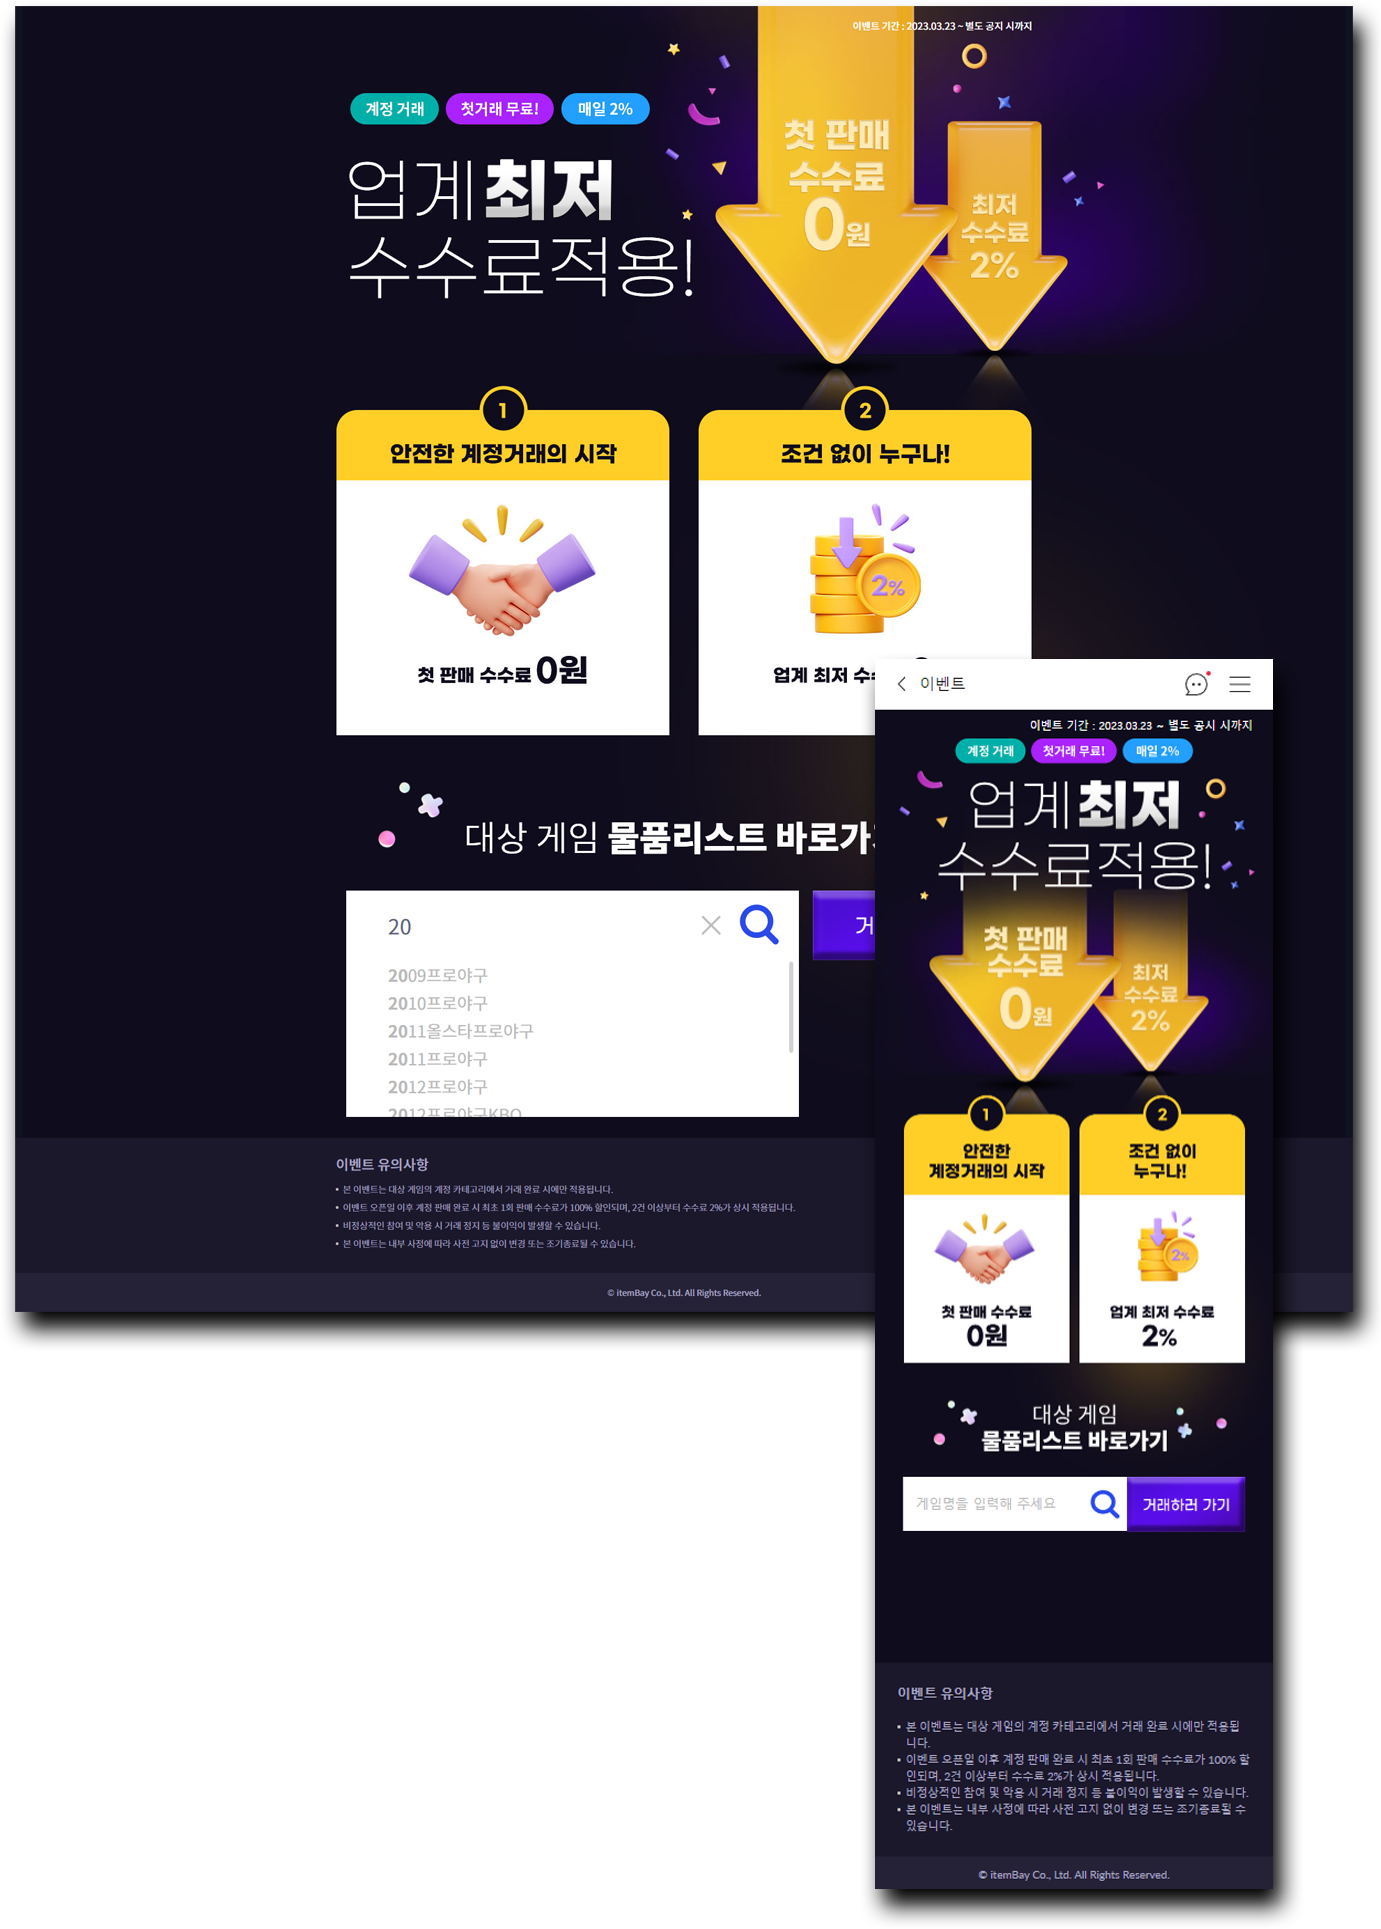 이벤트 기간 : 2023.03.23 ~ 별도 공지 시까지
계정 거래
첫거래 무료!
매일 2%
업계최저
수수료적용!
첫 판매
수수료
0원
최저
수수료
2%
1
안전한 계정거래의 시작
첫 판매 수수료 0원
2
조건 없이 누구나!
2%
업계 최저 수수
대상 게임 물품리스트 바로가
20
거
2009프로야구
2010프로야구
2011올스타프로야구
2011프로야구
2012프로야구
2012프로야구KBO
이벤트 유의사항
• 본 이벤트는 대상 게임의 계정 카테고리에서 거래 완료 시에만 적용됩니다.
• 이벤트 오픈일 이후 계정 판매 완료 시 최초 1회 판매 수수료가 100% 할인되며, 2건 이상부터 수수료 2%가 상시 적용됩니다.
• 비정상적인 참여 및 악용 시 거래 정지 등 불이익이 발생할 수 있습니다.
• 본 이벤트는 내부 사정에 따라 사전 고지 없이 변경 또는 조기종료될 수 있습니다.
© itemBay Co., Ltd. All Rights Reserved.
이벤트
이벤트 기간 : 2023.03.23 ~ 별도 공시 시까지
계정 거래
첫거래 무료!
매일 2%
업계최저
수수료적용!
첫 판매
수수료
0원
최저
수수료
2%
1
안전한
계정거래의 시작
첫 판매 수수료
0원
2
조건 없이
누구나!
2%
업계 최저 수수료
2%
대상 게임
물품리스트 바로가기
게임명을 입력해 주세요
거래하러 가기
이벤트 유의사항
• 본 이벤트는 대상 게임의 계정 카테고리에서 거래 완료 시에만 적용됩
니다.
• 이벤트 오픈일 이후 계정 판매 완료 시 최초 1회 판매 수수료가 100% 할
인되며, 2건 이상부터 수수료 2%가 상시 적용됩니다.
• 비정상적인 참여 및 악용 시 거래 정지 등 불이익이 발생할 수 있습니다.
• 본 이벤트는 내부 사정에 따라 사전 고지 없이 변경 또는 조기종료될 수
있습니다.
© itemBay Co., Ltd. All Rights Reserved.